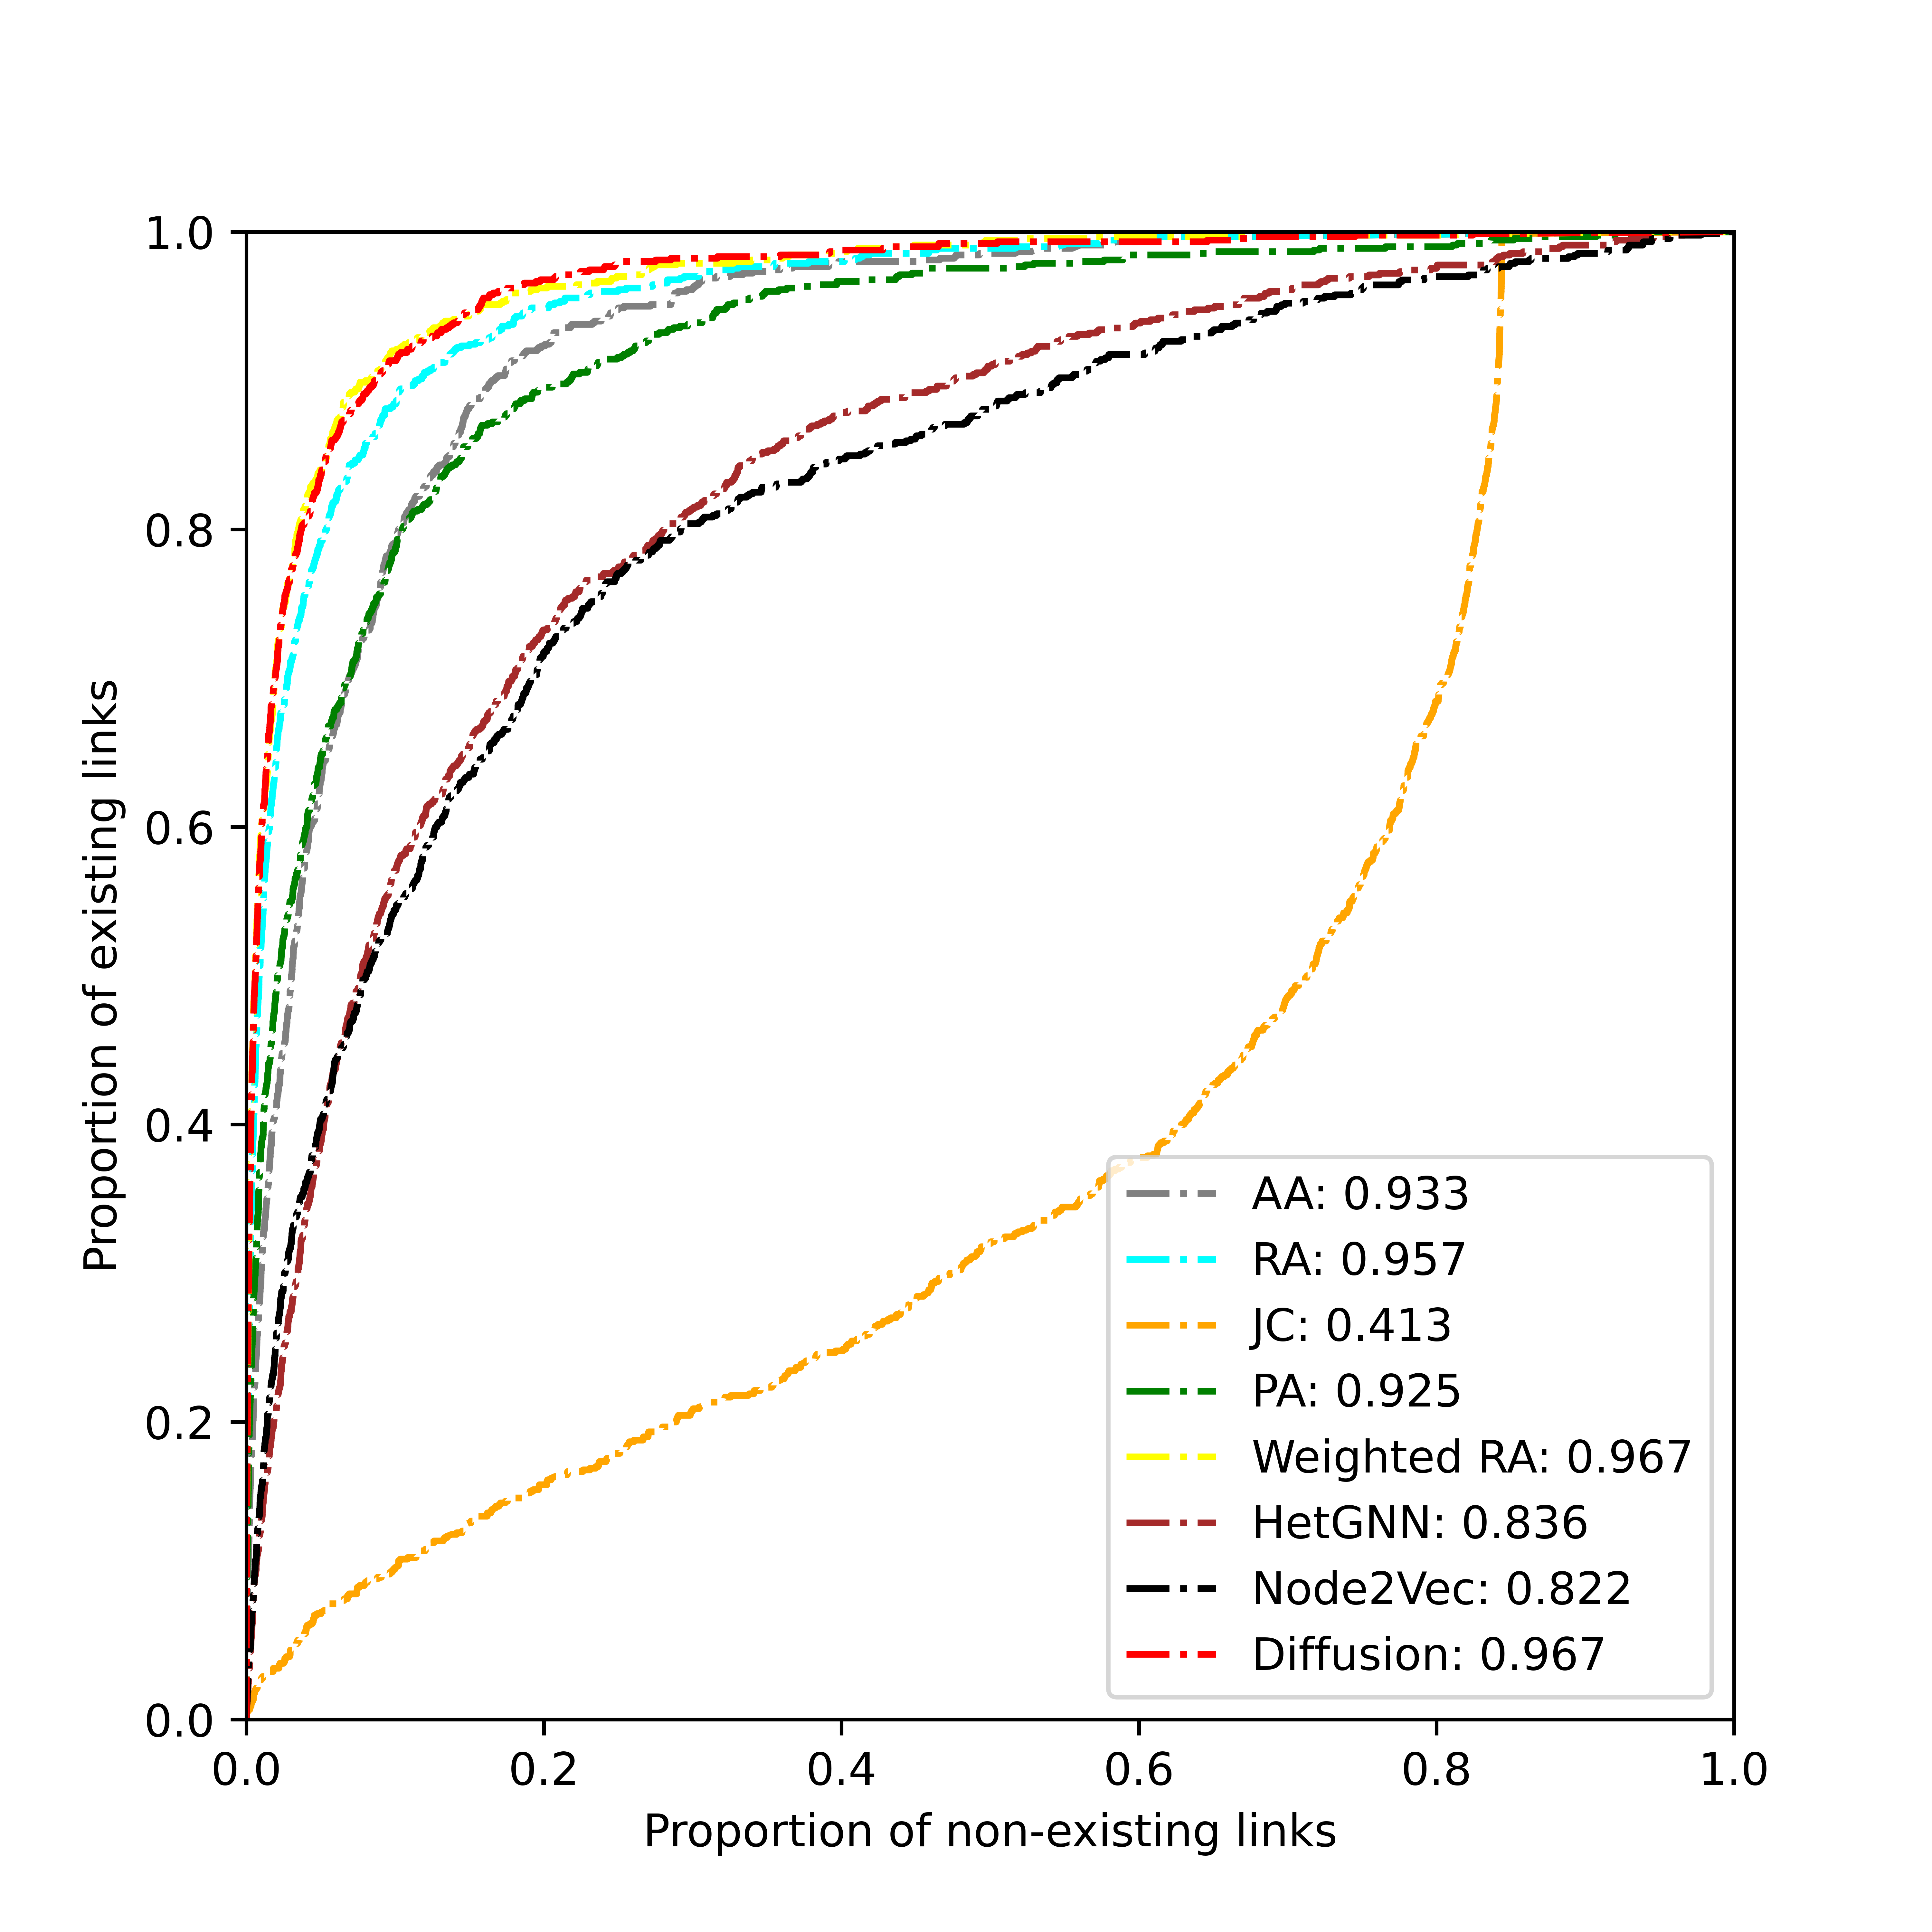 1.0
0.8
0.6
0.4
0.2
0.0
Proportion of existing links
AA: 0.933
RA: 0.957
JC: 0.413
PA: 0.925
Weighted RA: 0.967
HetGNN: 0.836
Node2Vec: 0.822
Diffusion: 0.967
0.0 0.2 0.4 0.6 0.8 1.0
Proportion of non-existing links